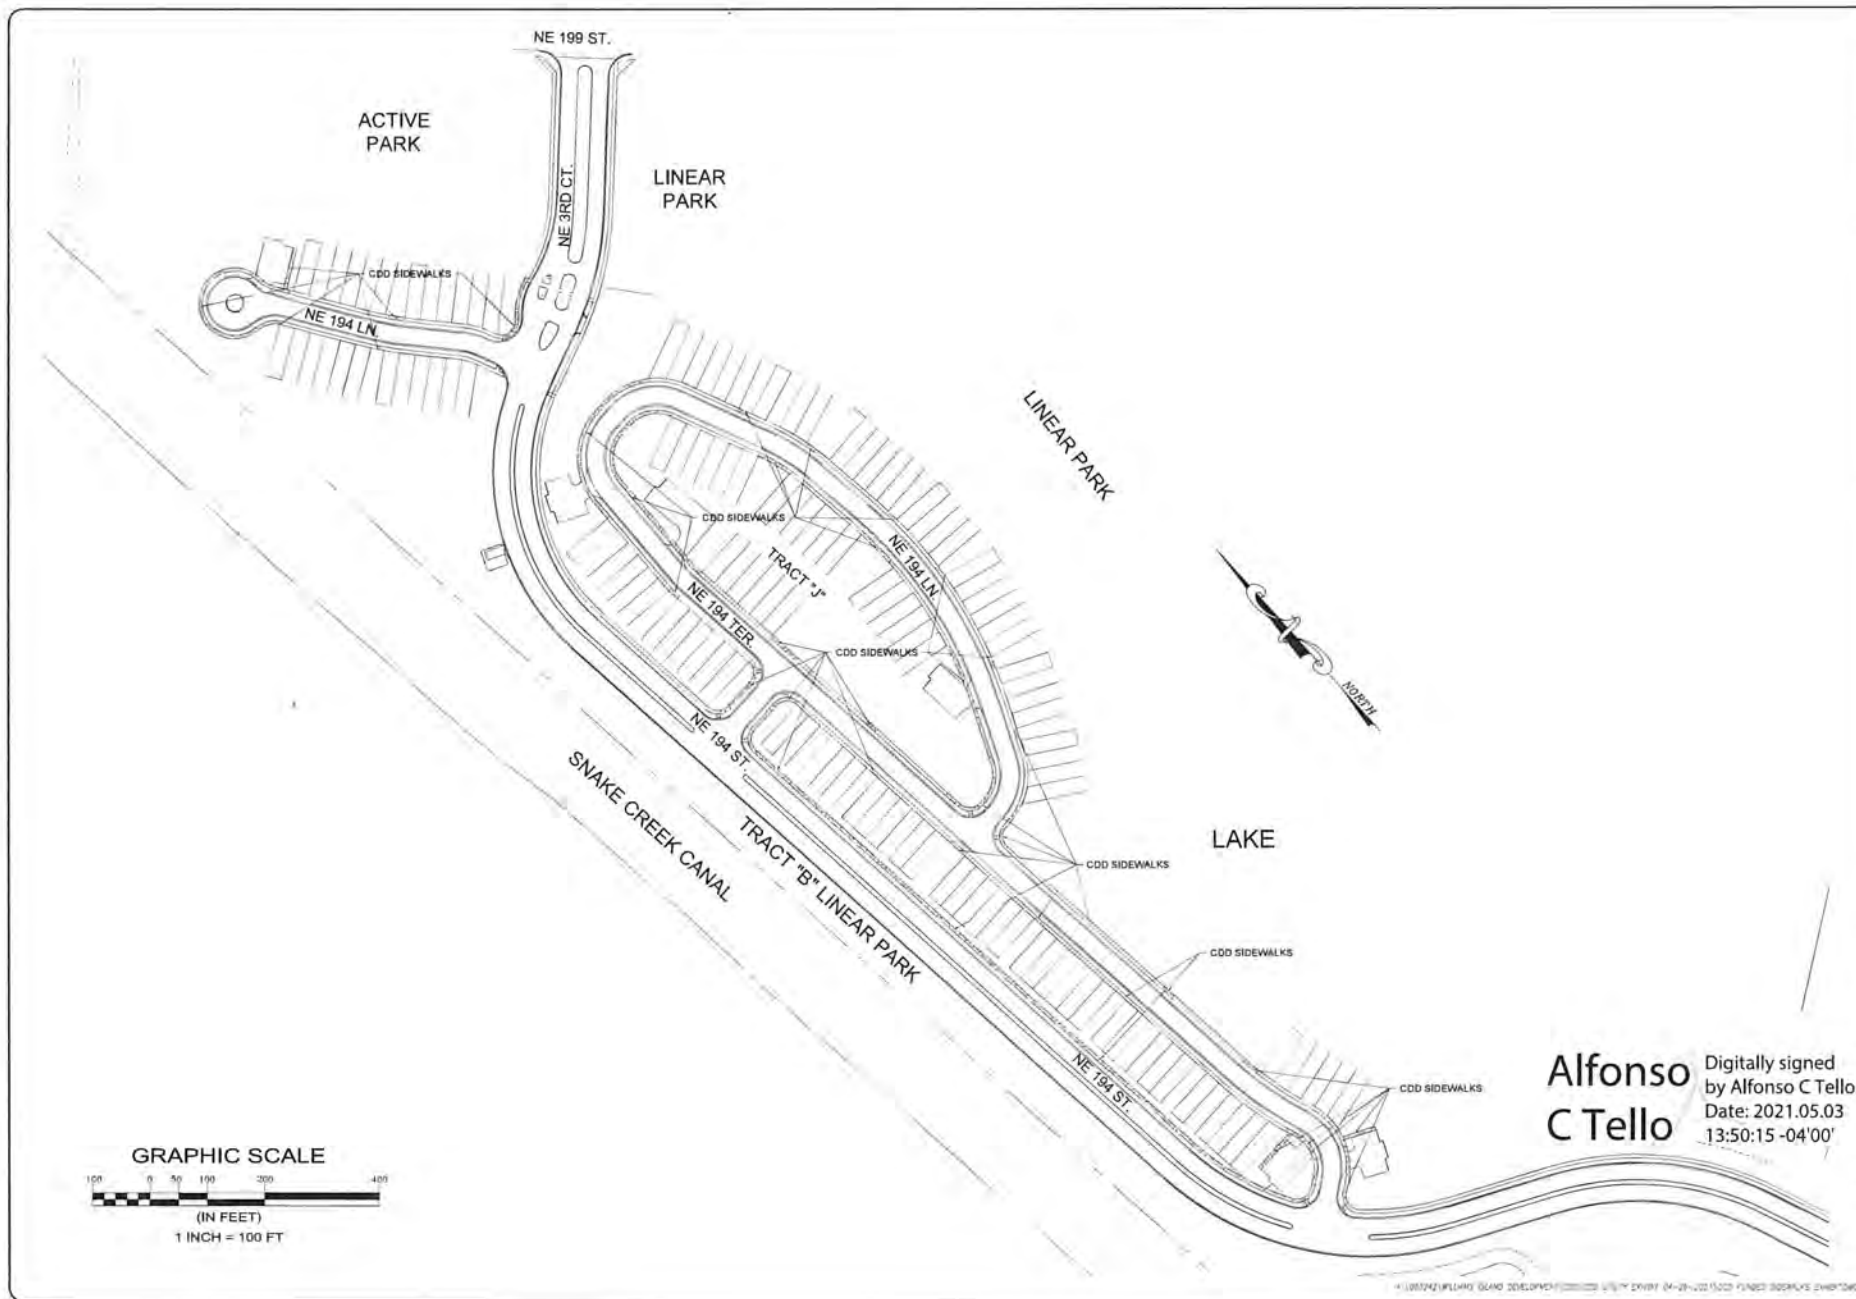 NE 199 ST.
ACTIVE
PARK
LINEAR
PARK
NE 3RD CT.
CDD SIDEWALKS
NE 194 LN.
LINEAR PARK
CDD SIDEWALKS
TRACT "J"
NE 194 LN.
NE 194 TER.
CDD SIDEWALKS
NORTH
NE 194 ST.
SNAKE CREEK CANAL
TRACT "B" LINEAR PARK
LAKE
CDD SIDEWALKS
CDD SIDEWALKS
NE 194 ST.
CDD SIDEWALKS
Alfonso
C Tello
Digitally signed
by Alfonso C Tello
Date: 2021.05.03
13:50:15 -04'00'
GRAPHIC SCALE
100 0 50 100 200 400
(IN FEET)
1 INCH = 100 FT